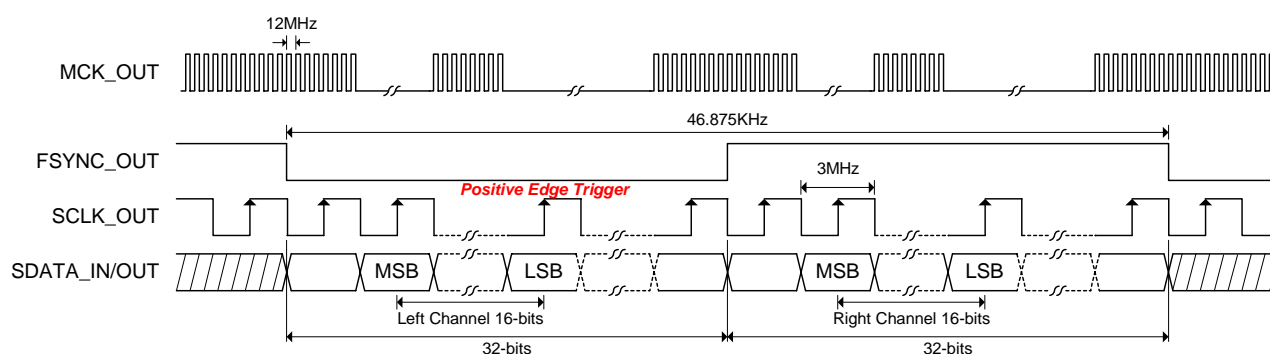 12MHz
MCK_OUT
46.875KHz
FSYNC_OUT
Positive Edge Trigger
3MHz
SCLK_OUT
SDATA_IN/OUT
MSB
LSB
MSB
LSB
Left Channel 16-bits
Right Channel 16-bits
32-bits
32-bits